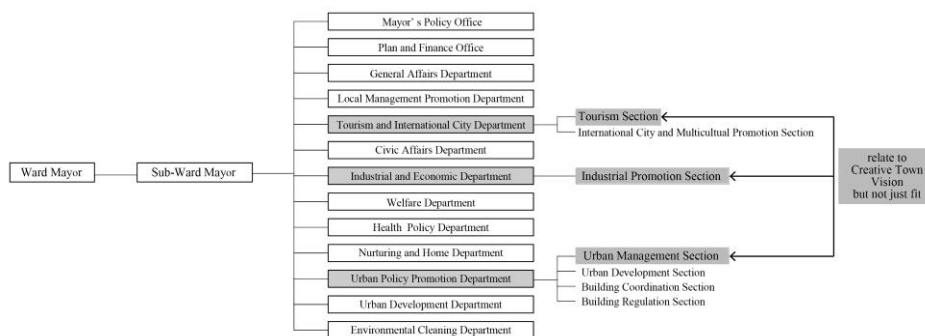 Mayor's Policy Office
Plan and Finance Office
General Affairs Department
Local Management Promotion Department
Tourism and International City Department
Tourism Section
International City and Multicultual Promotion Section
Civic Affairs Department
Ward Mayor
Sub-Ward Mayor
Industrial and Economic Department
Industrial Promotion Section
relate to
Creative Town
Vision
but not just fit
Welfare Department
Health Policy Department
Nurturing and Home Department
Urban Management Section
Urban Policy Promotion Department
Urban Development Section
Building Coordination Section
Building Regulation Section
Urban Development Department
Environmental Cleaning Department